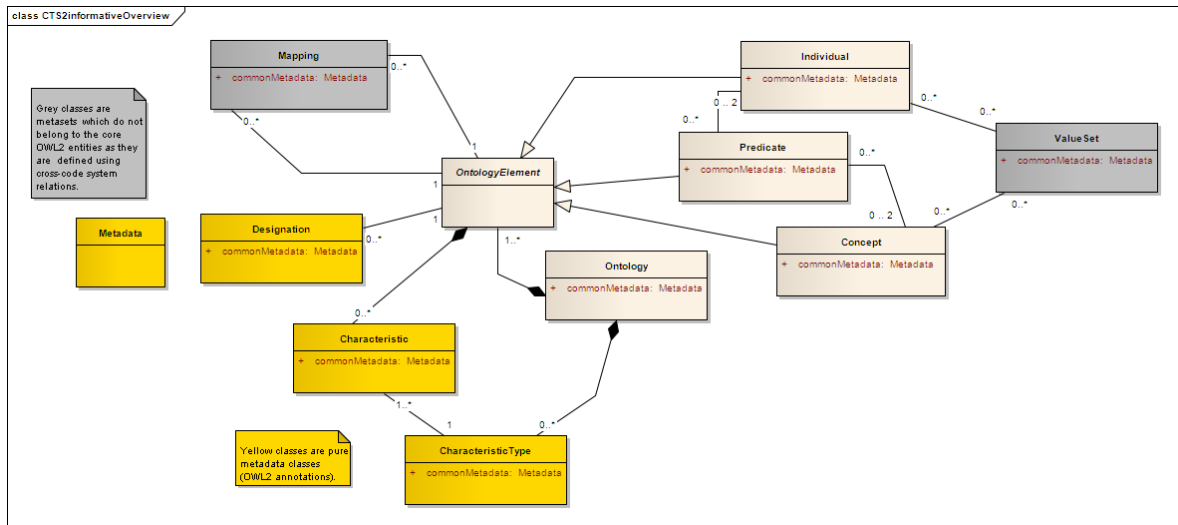 class CTS2informativeOverview
Mapping
+ commonMetadata: Metadata
0..*
0..*
Individual
+ commonMetadata: Metadata
0 .. 2
0..*
0..*
0..*
Grey classes are
metasets which do not
belong to the core
OWL2 entities as they
are defined using
cross-code system
relations.
ValueSet
+ commonMetadata: Metadata
0..*
Predicate
+ commonMetadata: Metadata
0..*
0 .. 2
1
OntologyElement
1
1
Metadata
Designation
+ commonMetadata: Metadata
0..*
1..*
Concept
+ commonMetadata: Metadata
0..*
Ontology
+ commonMetadata: Metadata
0..*
Characteristic
+ commonMetadata: Metadata
1..*
1
0..*
Yellow classes are pure
metadata classes
(OWL2 annotations).
CharacteristicType
+ commonMetadata: Metadata